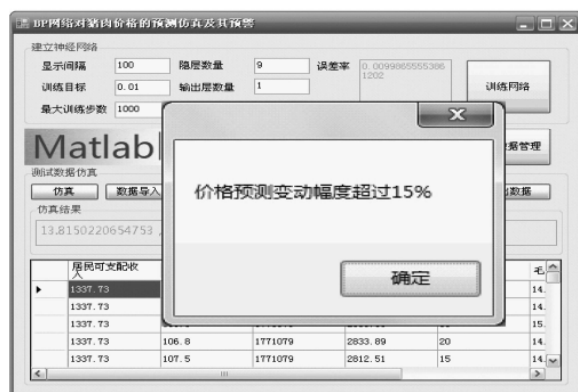 BP网络对猪肉价格的预测仿真及其预警
建立神经网络
显示间隔 100 隐层数量 9 误差率 0.0099865555386
1202
训练目标 0.01 输出层数量 1 训练网络
最大训练步数 1000
Matlab 数据管理
测试数据仿真
仿真 数据导入 数据
仿真结果
13.8150220654753 ,
价格预测变动幅度超过15%
确定
居民可支配收 毛
入
1337.73 14.
1337.73 14.
1337.73 15.
1337.73 106.8 1771079 2833.89 20 14.
1337.73 107.5 1771079 2812.51 15 14.